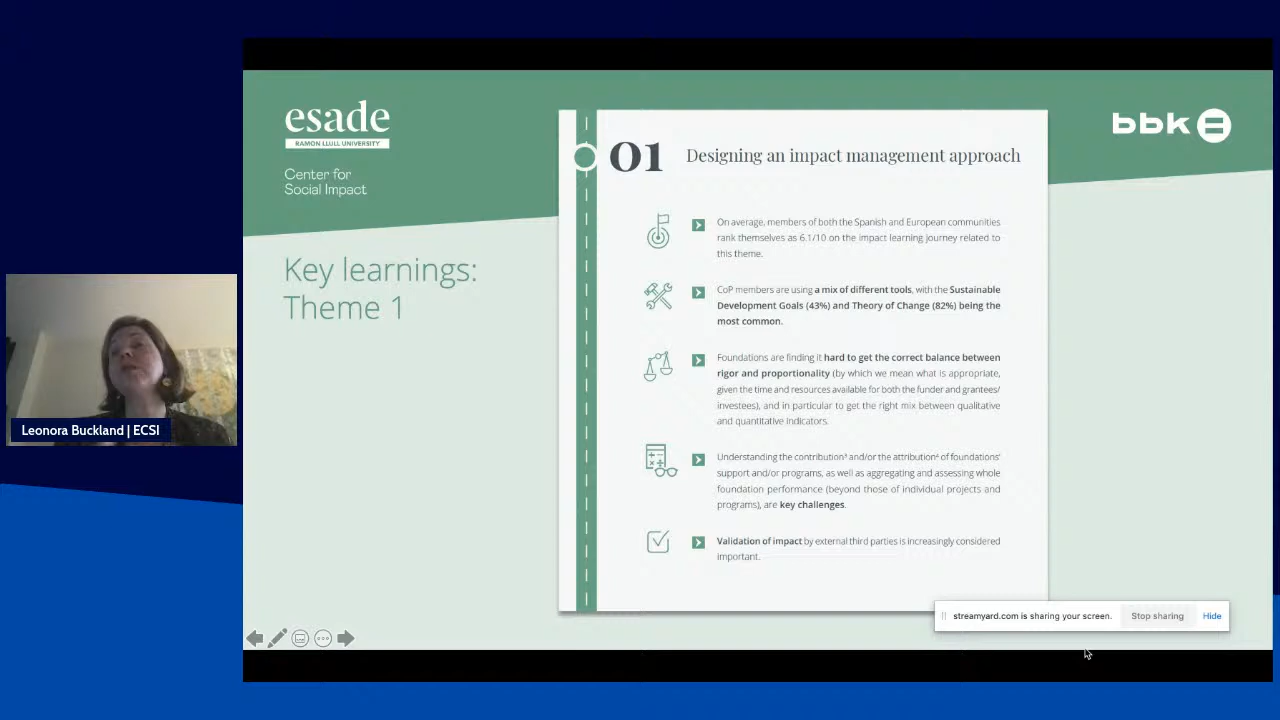 esade
RAMON LLULL UNIVERSITY
Center for
Social Impact
bbk
Key learnings:
Theme 1
01 Designing an impact management approach
On average, members of both the Spanish and European communities
rank themselves as 6.1/10 on the impact learning journey related to
this theme.
CoP members are using a mix of different tools, with the Sustainable
Development Goals (43%) and Theory of Change (82%) being the
most common.
Foundations are finding it hard to get the correct balance between
rigor and proportionality (by which we mean what is appropriate,
given the time and resources available for both the funder and grantees/
investees), and in particular to get the right mix between qualitative
and quantitative indicators.
Understanding the contribution³ and/or the attribution⁴ of foundations'
support and/or programs, as well as aggregating and assessing whole
foundation performance (beyond those of individual projects and
programs), are key challenges.
Validation of impact by external third parties is increasingly considered
important.
Leonora Buckland | ECSI
streamyard.com is sharing your screen. Stop sharing Hide